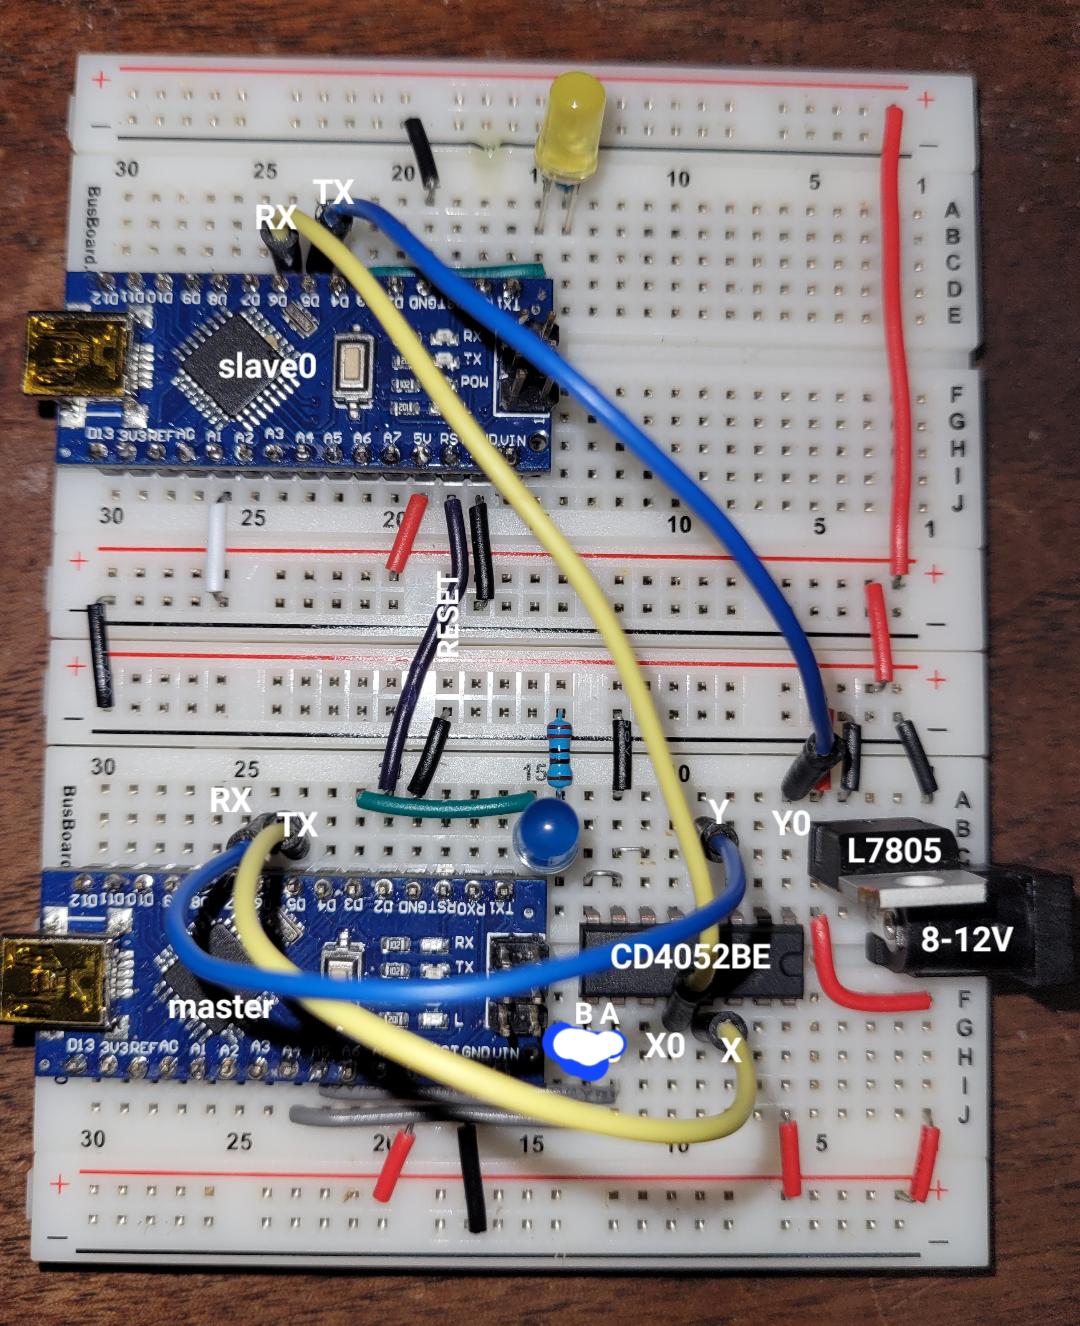 + +
30 25 20 10 5 1
BusBoard.
TX
RX
A
B
C
D
E
D12 D11 D10 D9 D8 D7 D6 D5 D4 D2 GND RST TX1
RX
TX
POW
L
slave0
D13 3V3 REF A0 A1 A2 A3 A4 A5 A6 A7 5V RST GND VIN
F
G
H
I
J
30 25 20 10 5 1
+ +
RESET
+ +
30 25 15
BusBoard
RX
TX
Y
Y0
A
B
C
L7805
D12 D11 D10 D9 D8 D6 D5 D4 D3 D2 GND RST RX0 TX1
RX
TX
L
CD4052BE
8-12V
master
B A
X0
X
D13 3V3 REF A0 A1 A2 A3 GND VIN
F
G
H
I
J
30 25 20 15 10 5
+ +